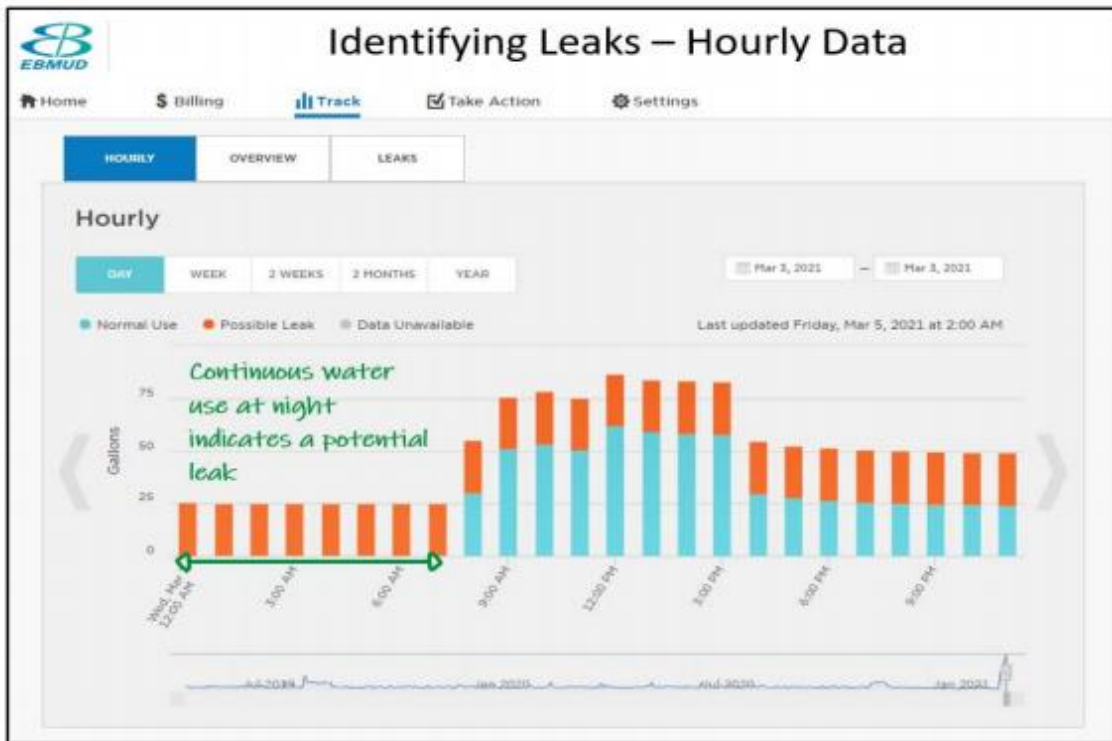 EBMUD
Identifying Leaks – Hourly Data
Home
$ Billing
Track
Take Action
Settings
HOURLY
OVERVIEW
LEAKS
Hourly
DAY
WEEK
2 WEEKS
2 MONTHS
YEAR
Mar 3, 2021
–
Mar 3, 2021
Normal Use
Possible Leak
Data Unavailable
Last updated Friday, Mar 5, 2021 at 2:00 AM
Continuous water
use at night
indicates a potential
leak
Gallons
75
50
25
0
Wed, Mar
12:00 AM
3:00 AM
6:00 AM
9:00 AM
12:00 PM
3:00 PM
6:00 PM
9:00 PM
Jul 2019
Jan 2020
Jul 2020
Jan 2021